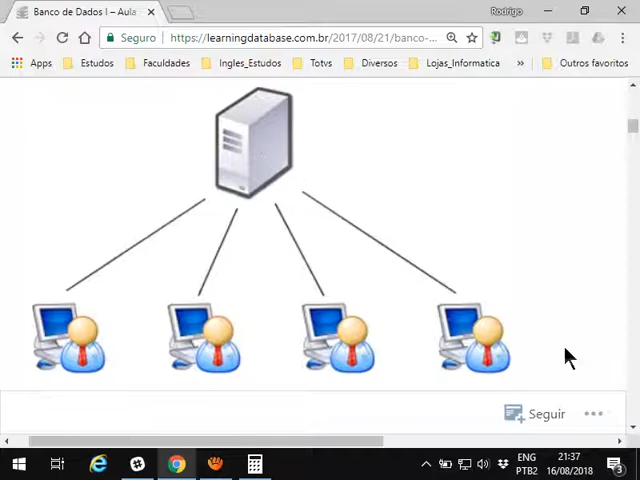 Banco de Dados I – Aula
Rodrigo
Seguro
https://learningdatabase.com.br/2017/08/21/banco-...
Apps
Estudos
Faculdades
Ingles_Estudos
Totvs
Diversos
Lojas_Informatica
»
Outros favoritos
Seguir
ENG
21:37
PTB2
16/08/2018
3